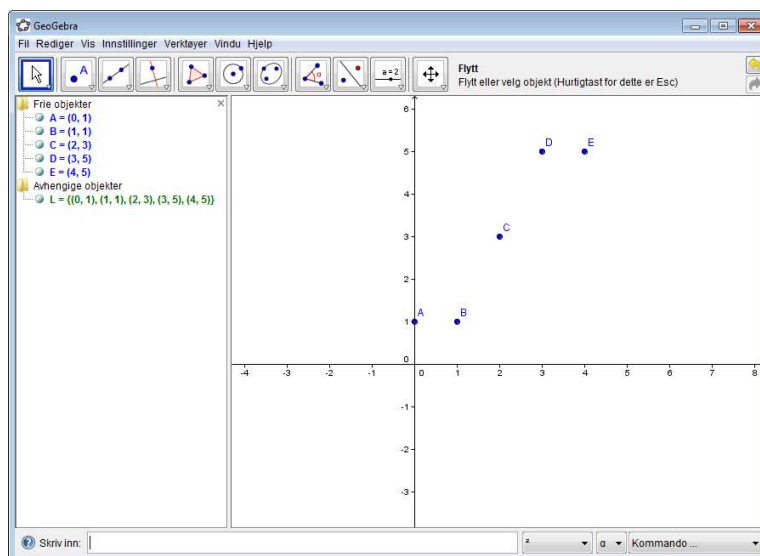 GeoGebra
Fil Rediger Vis Innstillinger Verktøyer Vindu Hjelp
A
α
a = 2
Flytt
Flytt eller velg objekt (Hurtigtast for dette er Esc)
Frie objekter
A = (0, 1)
B = (1, 1)
C = (2, 3)
D = (3, 5)
E = (4, 5)
Avhengige objekter
L = {(0, 1), (1, 1), (2, 3), (3, 5), (4, 5)}
6
5
D
E
4
C
3
2
A
B
1
0
-4 -3 -2 -1 0 1 2 3 4 5 6 7 8
-1
-2
-3
Skriv inn:
²
α
Kommando ...